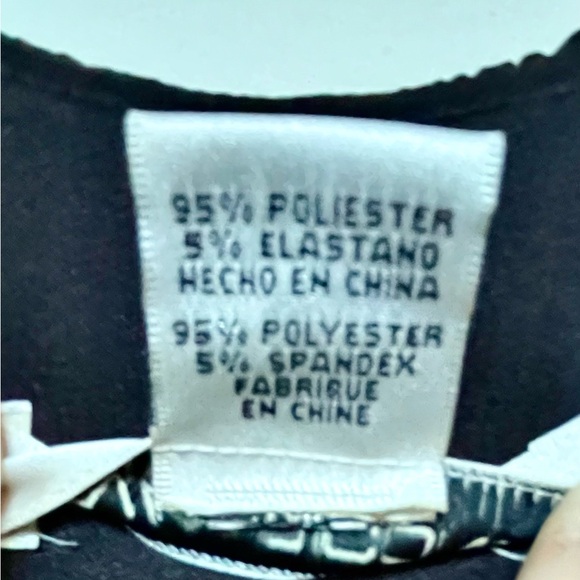 95% POLIESTER
5% ELASTANO
HECHO EN CHINA
95% POLYESTER
5% SPANDEX
FABRIQUE
EN CHINE